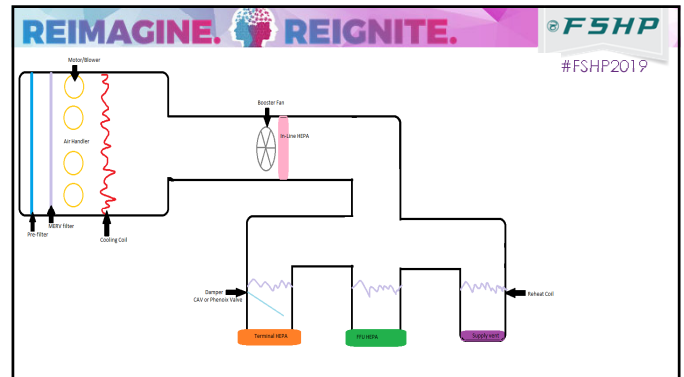 REIMAGINE. REIGNITE.
FSHP
#FSHP2019
Motor/Blower
Booster Fan
In-Line HEPA
Air Handler
MERV filter
Pre-filter
Cooling Coil
Damper
CAV or Phenoix Valve
Reheat Coil
Terminal HEPA
FFU HEPA
Supply vent